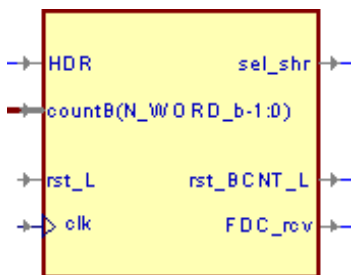 HDR sel_shr
countB(N_WORD_b-1:0)
rst_L rst_BCNT_L
clk FDC_rcv